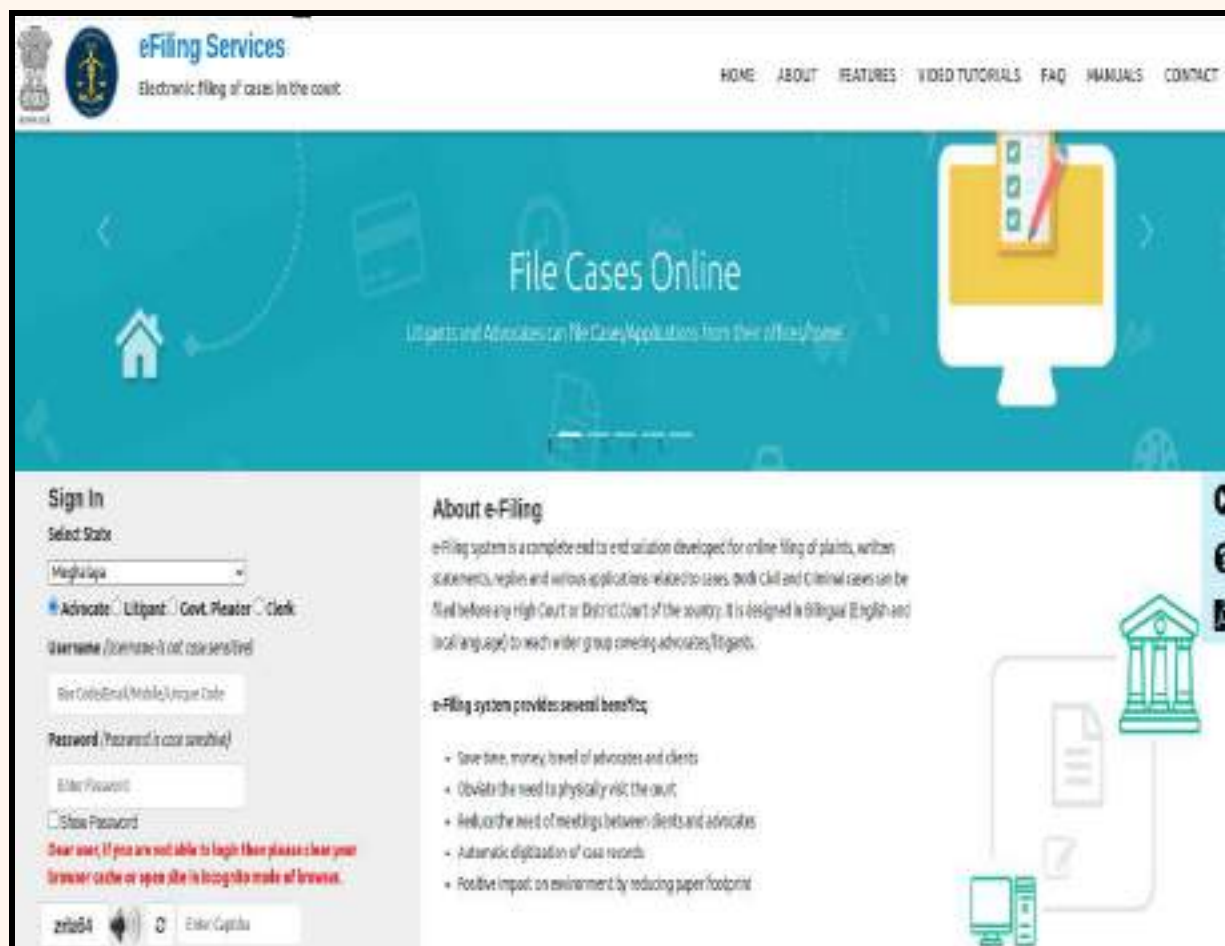 eFiling Services
Electronic filing of cases in the court
HOME ABOUT FEATURES VIDEO TUTORIALS FAQ MANUALS CONTACT
File Cases Online
Litigants and Advocates can file Cases/Applications from their offices/
Sign In
Select State
Meghalaya
Advocate Litigant Govt. Pleader Clerk
Username (Username is not case sensitive)
Bar Code/Email/Mobile/Unique Code
Password (Password is case sensitive)
Enter Password
Show Password
Dear user, if you are not able to login then please clear your
browser cache or open site in incognito mode of browser.
Enter Captcha
About e-Filing
e-Filing system is a complete end to end solution developed for online filing of plaints, written
statements, replies and various applications related to cases. Both Civil and Criminal cases can be
filed before any High Court or District Court of the country. It is designed in Bilingual (English and
local language) to reach wider group covering advocates/litigants.
e-Filing system provides several benefits;
• Save time, money, travel of advocates and clients
• Obviate the need to physically visit the court
• Reduce the need of meetings between clients and advocates
• Automatic digitization of case records
• Positive impact on environment by reducing paper footprint